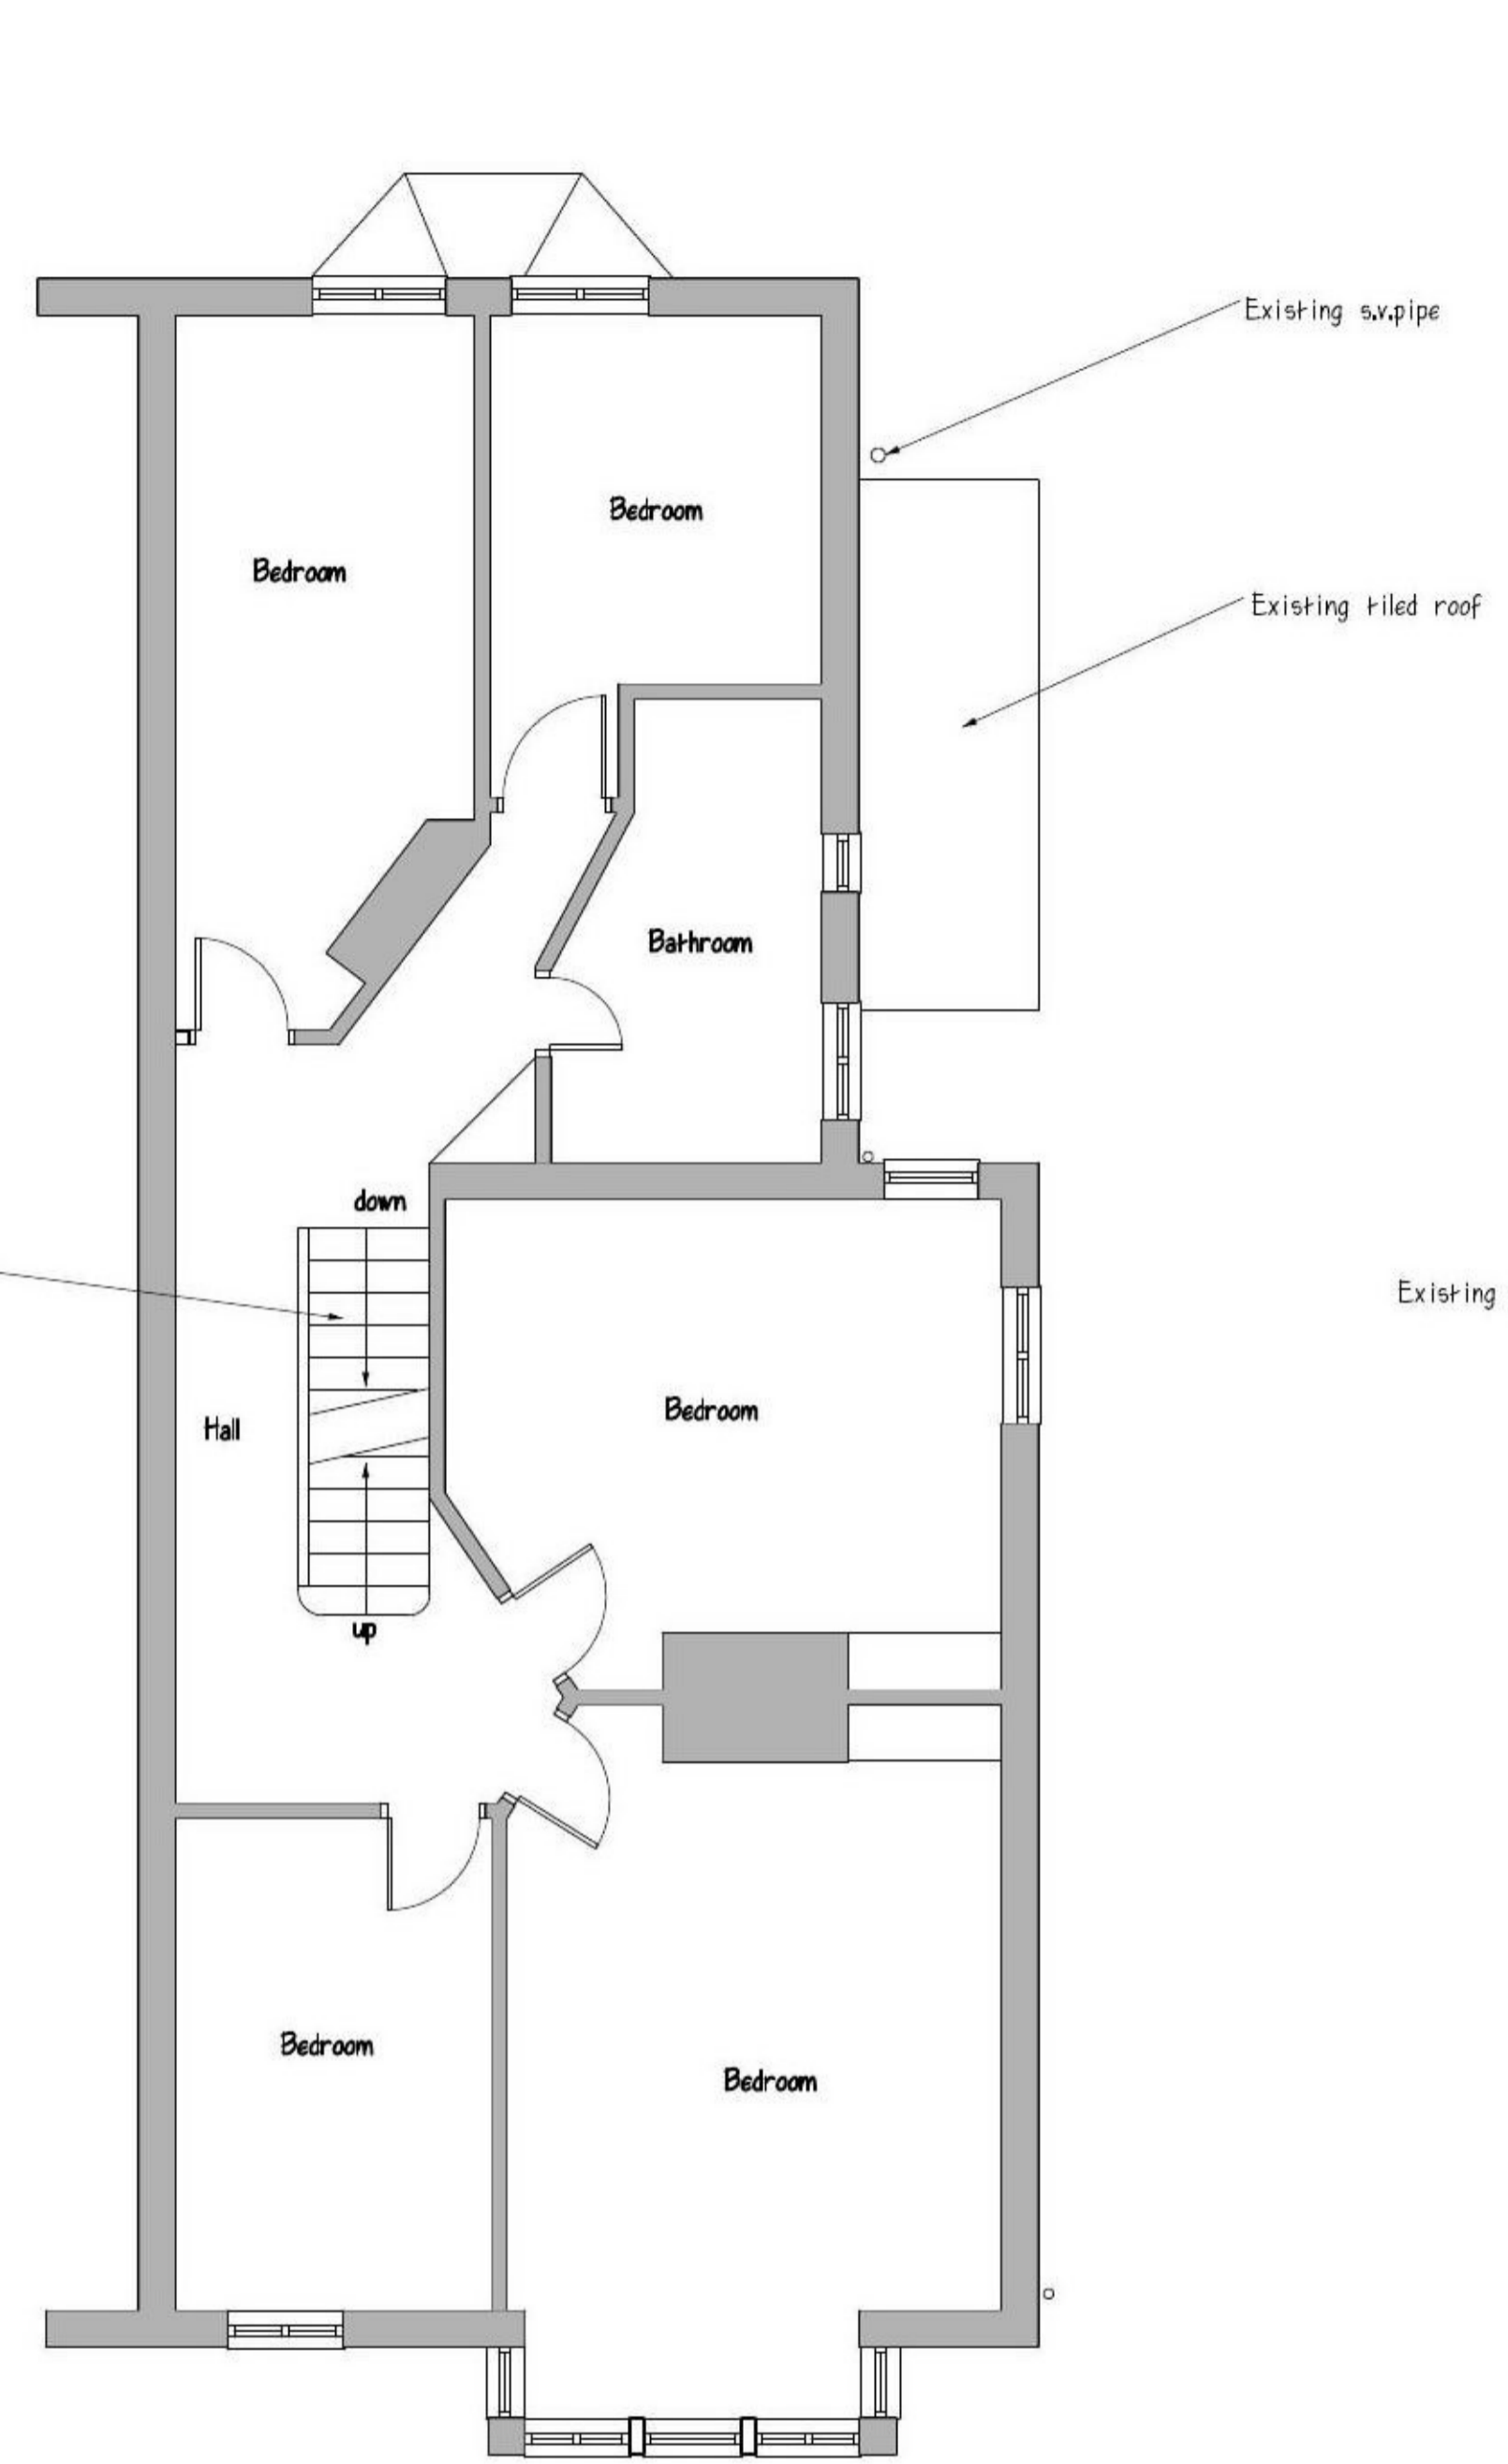 Existing s.v.pipe
Bedroom
Bedroom
Existing tiled roof
Bathroom
down
Existing
Hall
Bedroom
up
Bedroom
Bedroom